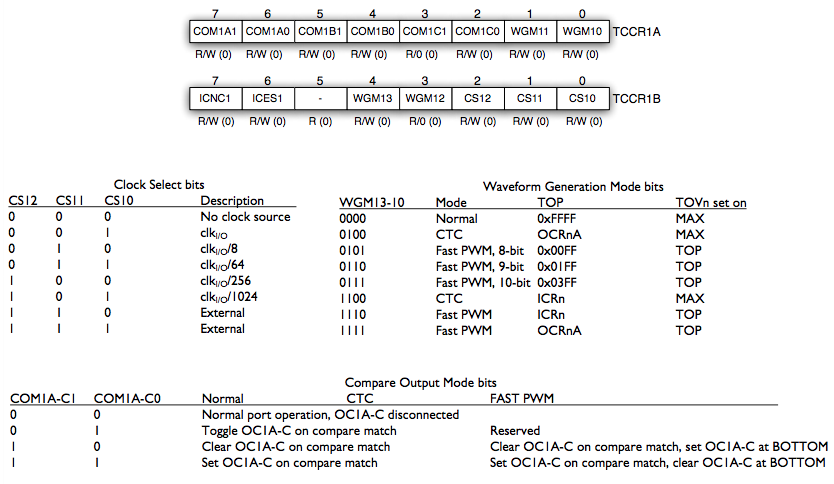 7 6 5 4 3 2 1 0
COM1A1 COM1A0 COM1B1 COM1B0 COM1C1 COM1C0 WGM11 WGM10 TCCR1A
R/W (0) R/W (0) R/W (0) R/W (0) R/0 (0) R/W (0) R/W (0) R/W (0)
7 6 5 4 3 2 1 0
ICNC1 ICES1 - WGM13 WGM12 CS12 CS11 CS10 TCCR1B
R/W (0) R/W (0) R (0) R/W (0) R/0 (0) R/W (0) R/W (0) R/W (0)
Clock Select bits
CS12 CS11 CS10 Description
0 0 0 No clock source
0 0 1 clkI/O
0 1 0 clkI/O/8
0 1 1 clkI/O/64
1 0 0 clkI/O/256
1 0 1 clkI/O/1024
1 1 0 External
1 1 1 External
Waveform Generation Mode bits
WGM13-10 Mode TOP TOVn set on
0000 Normal 0xFFFF MAX
0100 CTC OCRnA MAX
0101 Fast PWM, 8-bit 0x00FF TOP
0110 Fast PWM, 9-bit 0x01FF TOP
0111 Fast PWM, 10-bit 0x03FF TOP
1100 CTC ICRn MAX
1110 Fast PWM ICRn TOP
1111 Fast PWM OCRnA TOP
Compare Output Mode bits
COM1A-C1 COM1A-C0 Normal CTC FAST PWM
0 0 Normal port operation, OC1A-C disconnected
0 1 Toggle OC1A-C on compare match Reserved
1 0 Clear OC1A-C on compare match Clear OC1A-C on compare match, set OC1A-C at BOTTOM
1 1 Set OC1A-C on compare match Set OC1A-C on compare match, clear OC1A-C at BOTTOM